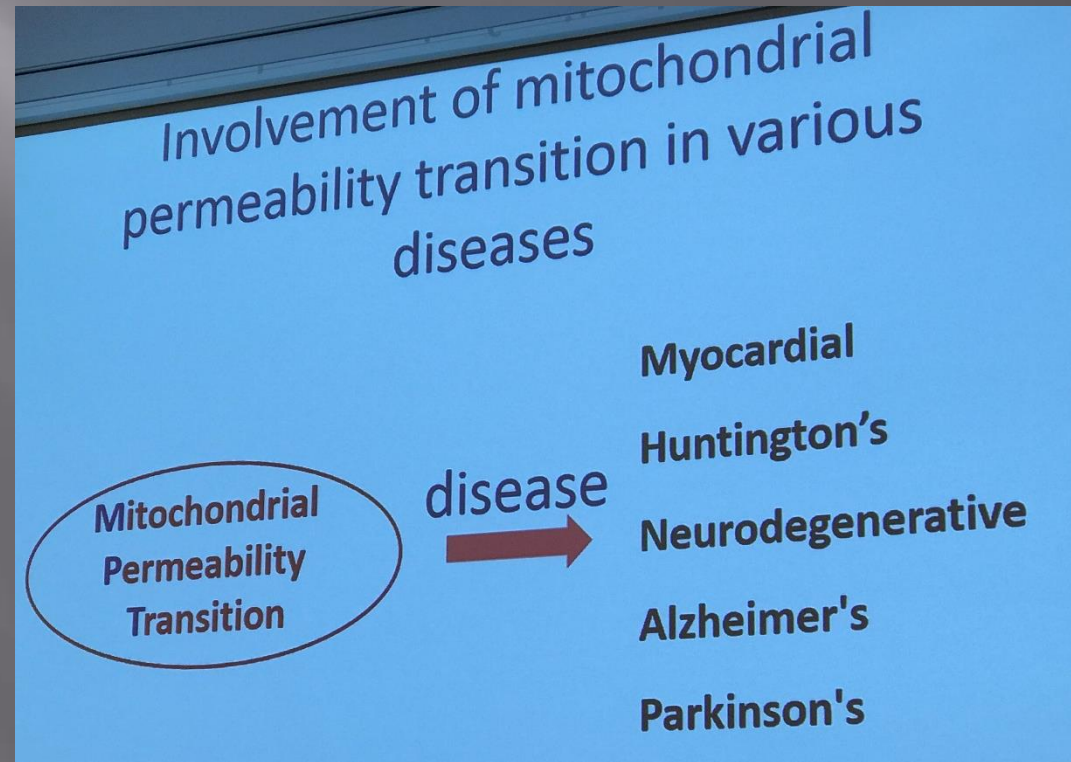 Involvement of mitochondrial
permeability transition in various
diseases
Mitochondrial
Permeability
Transition
disease
Myocardial
Huntington’s
Neurodegenerative
Alzheimer's
Parkinson's